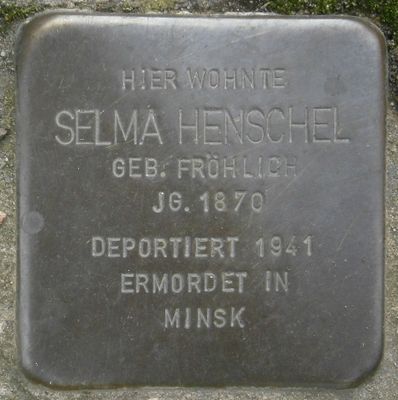 HIER WOHNTE
SELMA HENSCHEL
GEB. FRÖHLICH
JG. 1870
DEPORTIERT 1941
ERMORDET IN
MINSK